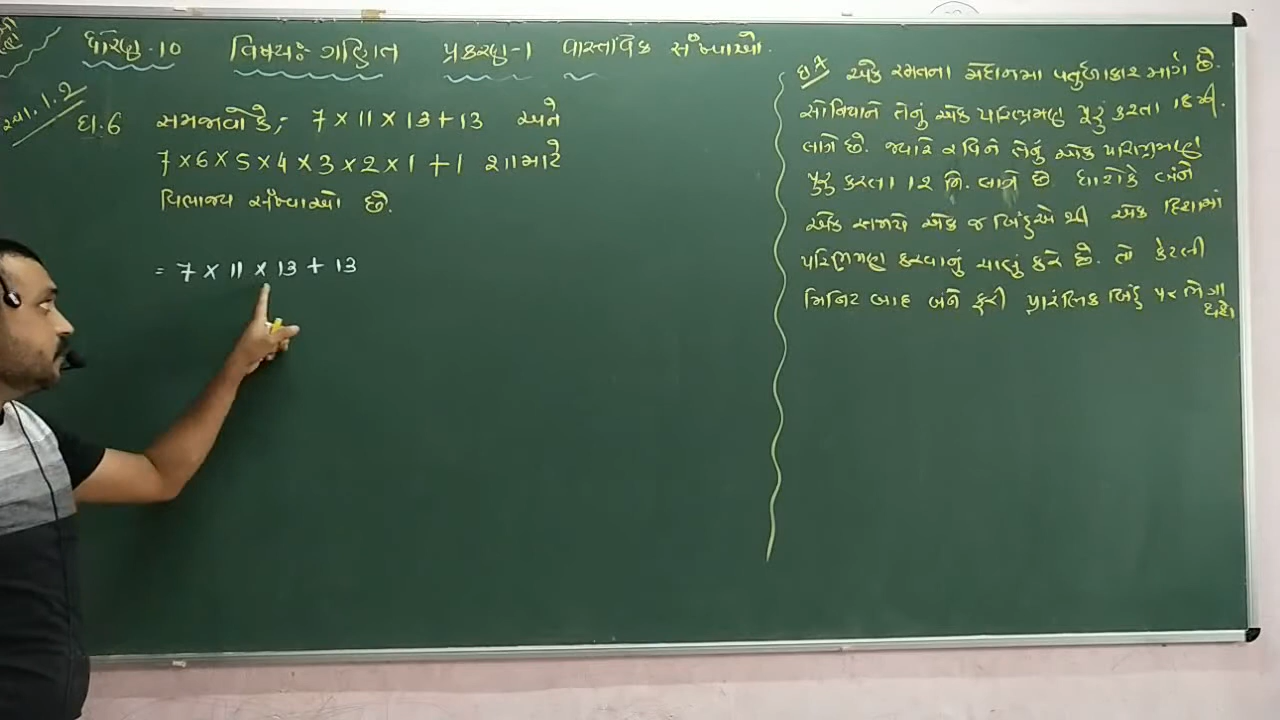 ધોરણ-10 વિષય:- ગણિત પ્રકરણ-1 વાસ્તવિક સંખ્યાઓ.
સ્વા. 1.2
દા.6 સમજાવો કે, 7 × 11 × 13 + 13 અને
7 × 6 × 5 × 4 × 3 × 2 × 1 + 1 શા માટે
વિભાજ્ય સંખ્યાઓ છે.
= 7 × 11 × 13 + 13
દા.7 એક રમતના મેદાનમાં વર્તુળાકાર માર્ગ છે.
સોનિયાને તેનું એક પરિભ્રમણ પૂરું કરતા 18 મિ.
લાગે છે. જ્યારે રવિને તેનું એક પરિભ્રમણ
પુરુ કરતા 12 મિ. લાગે છે ધારોકે બંને
એક સમયે એક જ બિંદુએ થી એક દિશામાં
પરિભ્રમણ કરવાનું ચાલું કરે છે. તો કેટલી
મિનિટ બાદ બંને ફરી પ્રારંભિક બિંદુ પર ભેગા
થશે.